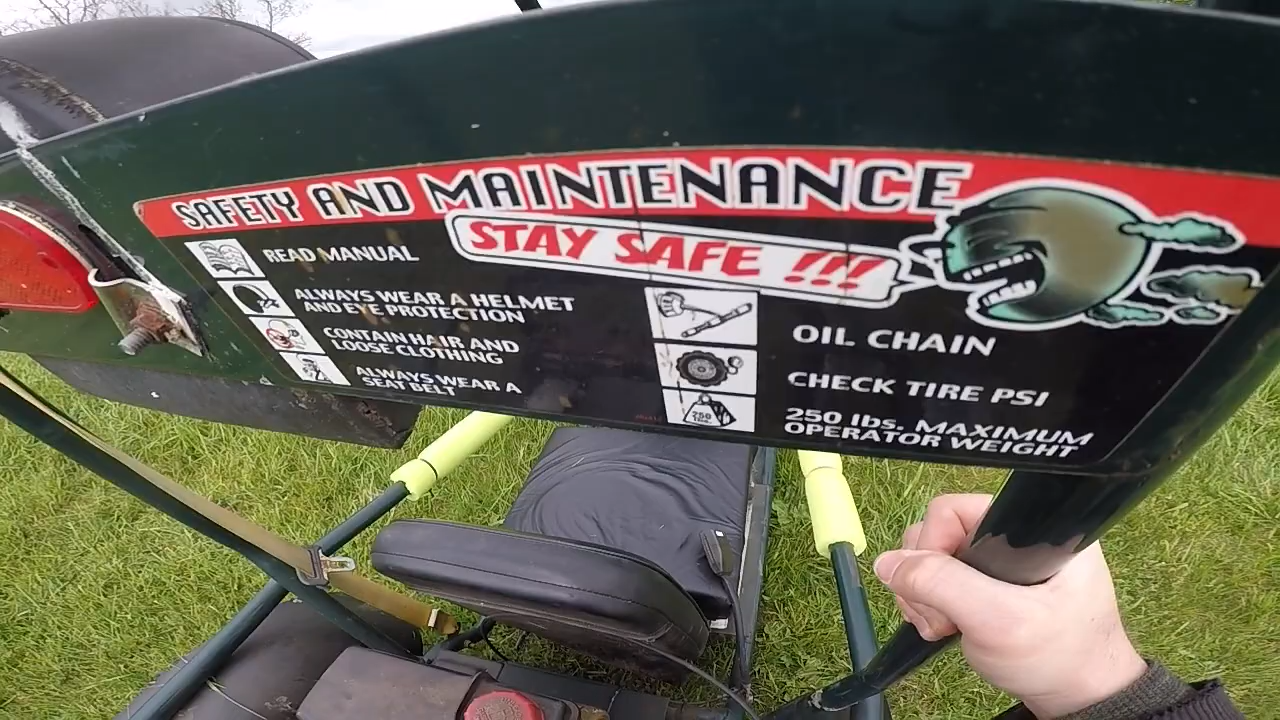 SAFETY AND MAINTENANCE
STAY SAFE !!!
READ MANUAL
ALWAYS WEAR A HELMET
AND EYE PROTECTION
CONTAIN HAIR AND
LOOSE CLOTHING
ALWAYS WEAR A
SEAT BELT
OIL CHAIN
CHECK TIRE PSI
250
250 lbs. MAXIMUM
OPERATOR WEIGHT